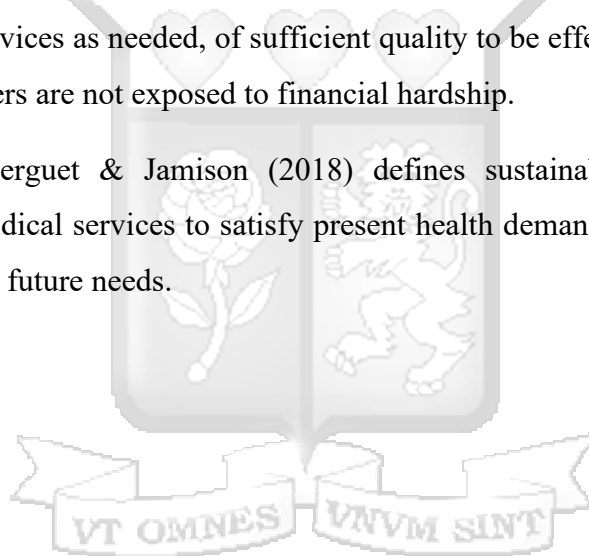 vices as needed, of sufficient quality to be effe
ers are not exposed to financial hardship.
erguet & Jamison (2018) defines sustainal
dical services to satisfy present health deman
future needs.
VT OMNES VNVM SINT